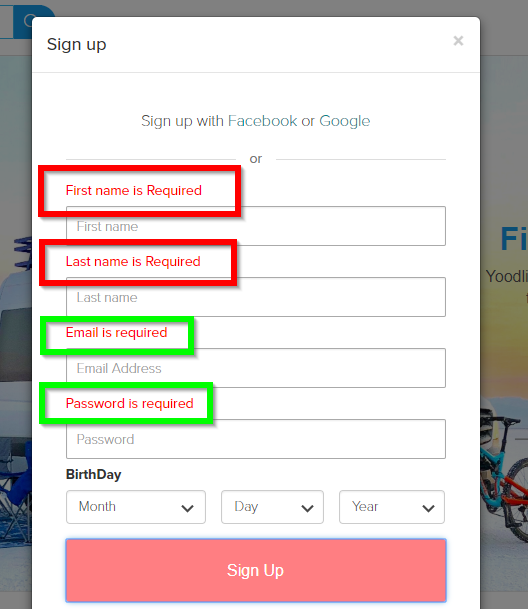 Sign up
×
Sign up with Facebook or Google
or
First name is Required
First name
Last name is Required
Last name
Fi
Yoodli
Email is required
Email Address
Password is required
Password
BirthDay
Month Day Year
Sign Up